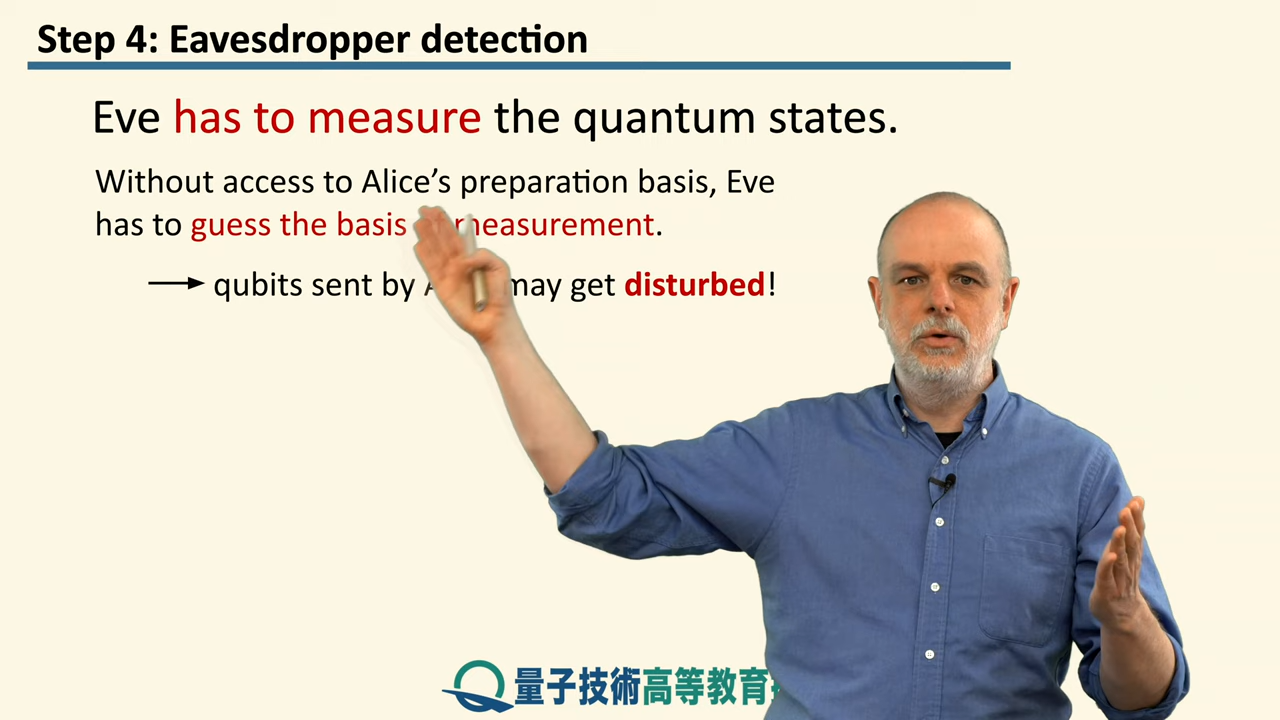 Step 4: Eavesdropper detection
Eve has to measure the quantum states.
Without access to Alice’s preparation basis, Eve
has to guess the basis measurement.
qubits sent by may get disturbed!
量子技術高等教育